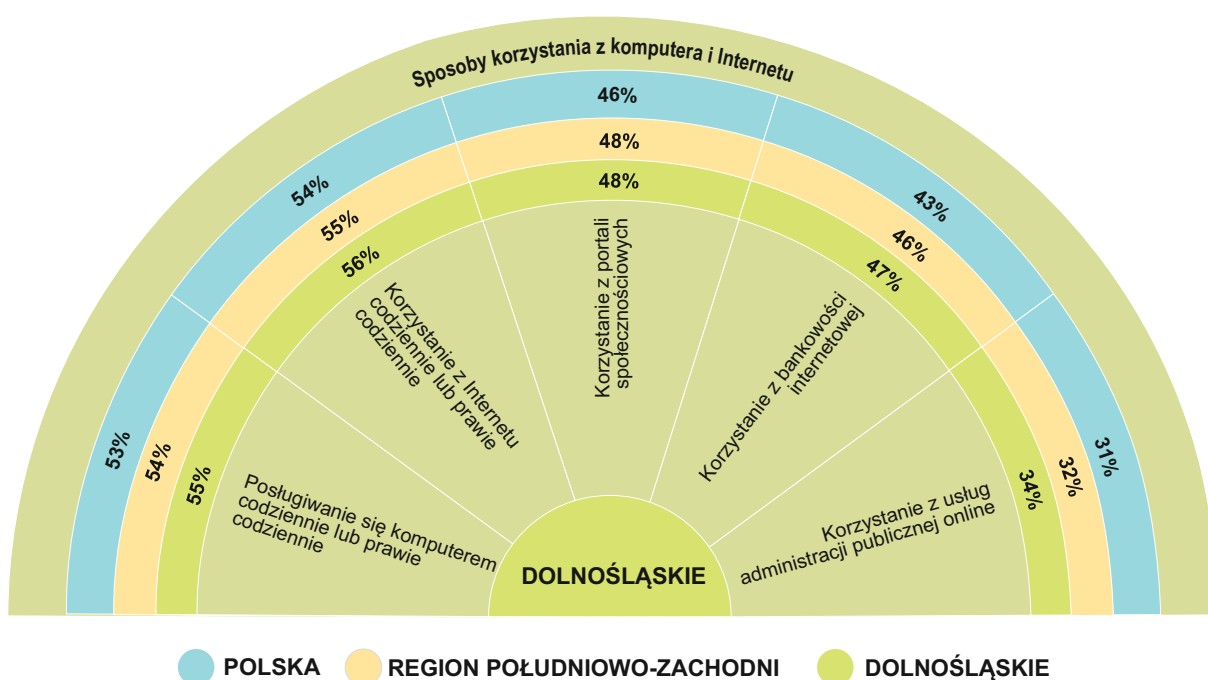 Sposoby korzystania z komputera i Internetu
46%
48%
48%
54%
55%
56%
43%
46%
47%
53%
54%
55%
31%
32%
34%
Posługiwanie się komputerem
codziennie lub prawie
codziennie
Korzystanie z Internetu
codziennie lub prawie
codziennie
Korzystanie z portali
społecznościowych
Korzystanie z bankowości
internetowej
Korzystanie z usług
administracji publicznej online
DOLNOŚLĄSKIE
POLSKA
REGION POŁUDNIOWO-ZACHODNI
DOLNOŚLĄSKIE